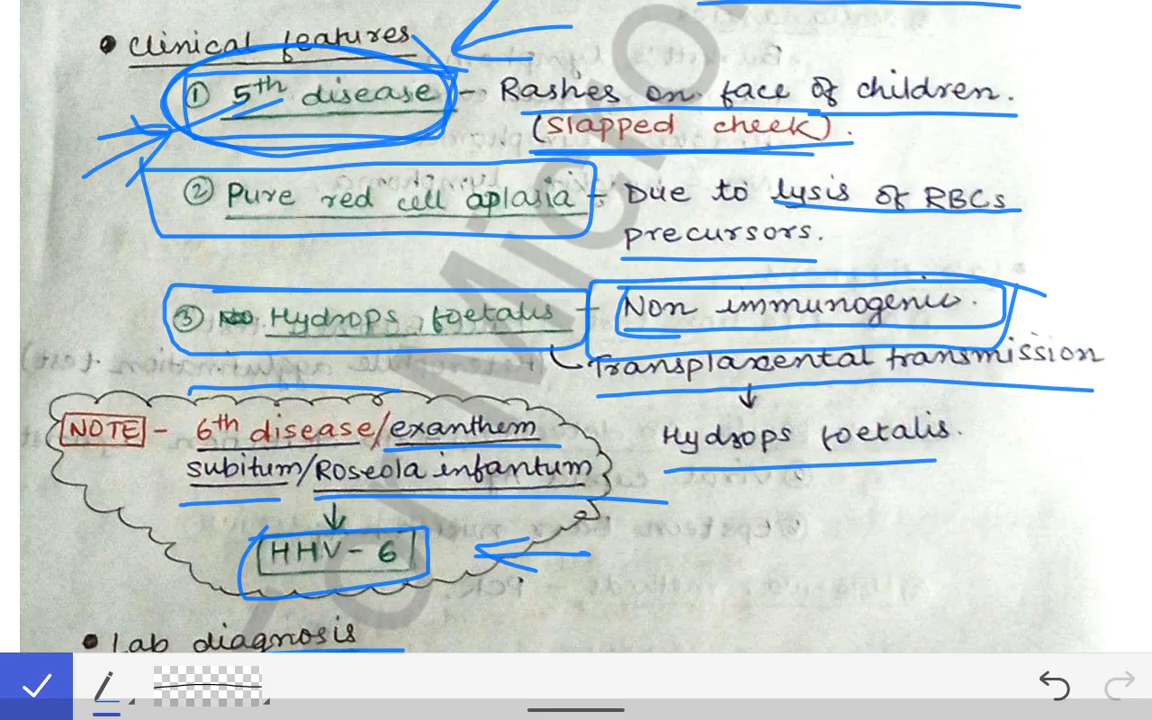 • Clinical features
① 5th disease - Rashes on face of children.
(Slapped cheek).
② Pure red cell aplasia - Due to lysis of RBCs
precursors.
③ Hydrops foetalis - Non immunogenic.
Transplacental transmission
↓
Hydrops foetalis.
NOTE - 6th disease/exanthem
subitum/Roseola infantum
↓
HHV-6
• Lab diagnosis